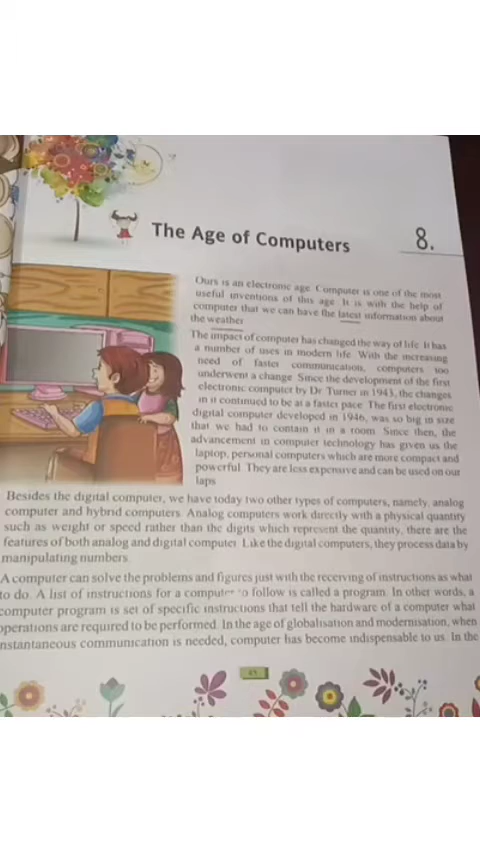 The Age of Computers
8.
Ours is an electronic age. Computer is one of the most
useful inventions of this age. It is with the help of
computer that we can have the latest information about
the weather.
The impact of computer has changed the way of life. It has
a number of uses in modern life. With the increasing
need of faster communication, computers too
underwent a change. Since the development of the first
electronic computer by Dr Turner in 1943, the changes
in it continued to be at a faster pace. The first electronic
digital computer developed in 1946, was so big in size
that we had to contain it in a room. Since then, the
advancement in computer technology has given us the
laptop, personal computers which are more compact and
powerful. They are less expensive and can be used on our
laps.
Besides the digital computer, we have today two other types of computers, namely, analog
computer and hybrid computers. Analog computers work directly with a physical quantity
such as weight or speed rather than the digits which represent the quantity, there are the
features of both analog and digital computer. Like the digital computers, they process data by
manipulating numbers.
A computer can solve the problems and figures just with the receiving of instructions as what
to do. A list of instructions for a computer to follow is called a program. In other words, a
computer program is set of specific instructions that tell the hardware of a computer what
operations are required to be performed. In the age of globalisation and modernisation, when
instantaneous communication is needed, computer has become indispensable to us. In the